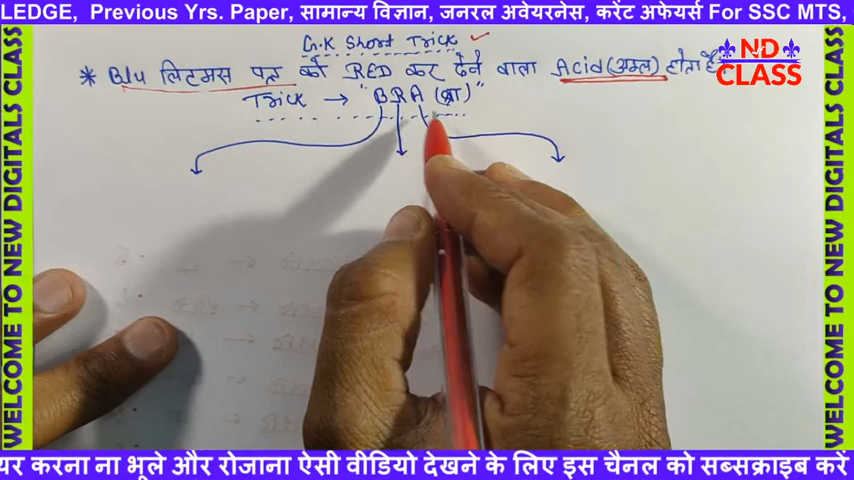 LEDGE, Previous Yrs. Paper, सामान्य विज्ञान, जनरल अवेयरनेस, करेंट अफेयर्स For SSC MTS,
G.K Short Trick
* Blu लिटमस पत्र को RED कर देने वाला Acid (अम्ल) होता है
Trick → "BRA (ब्रा)"
ND
CLASS
WELCOME TO NEW DIGITALS CLASS
WELCOME TO NEW DIGITALS CLASS
यर करना ना भूले और रोजाना ऐसी वीडियो देखने के लिए इस चैनल को सब्सक्राइब करें